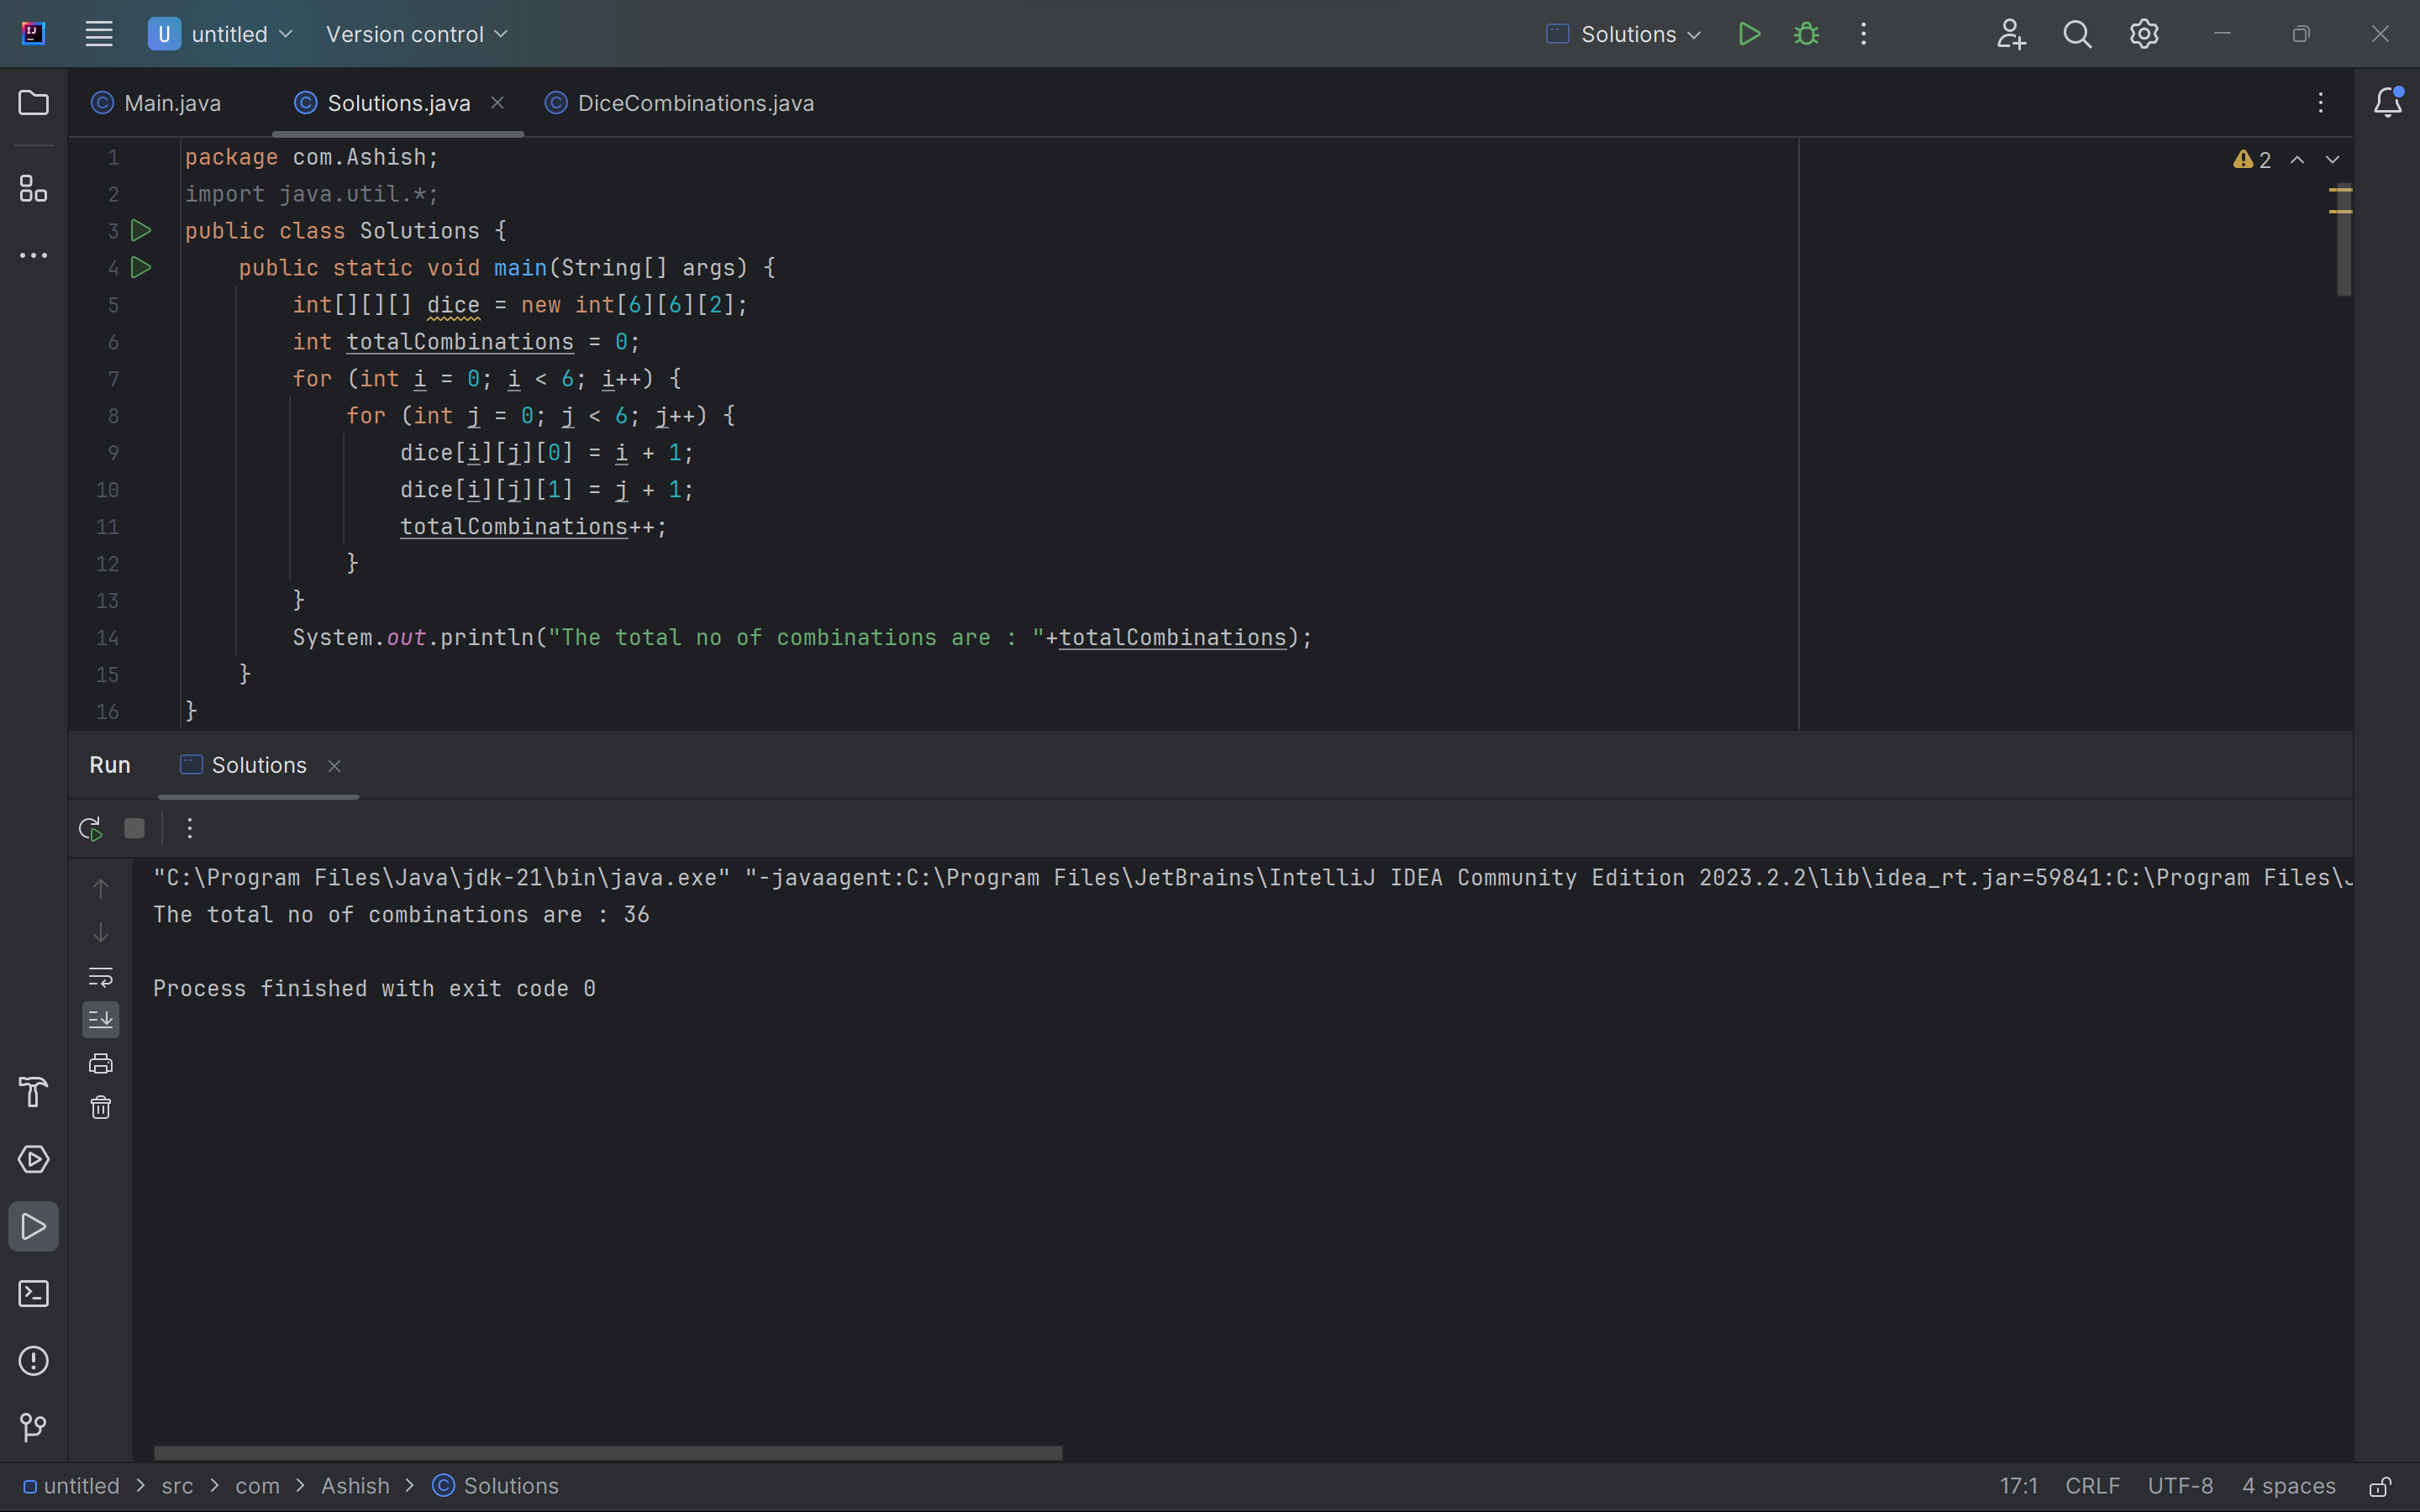 U untitled Version control Solutions
Main.java Solutions.java DiceCombinations.java
2
1 package com.Ashish;
2 import java.util.*;
3 public class Solutions {
4     public static void main(String[] args) {
5         int[][][] dice = new int[6][6][2];
6         int totalCombinations = 0;
7         for (int i = 0; i < 6; i++) {
8             for (int j = 0; j < 6; j++) {
9                 dice[i][j][0] = i + 1;
10                 dice[i][j][1] = j + 1;
11                 totalCombinations++;
12             }
13         }
14         System.out.println("The total no of combinations are : "+totalCombinations);
15     }
16 }
Run Solutions
"C:\Program Files\Java\jdk-21\bin\java.exe" "-javaagent:C:\Program Files\JetBrains\IntelliJ IDEA Community Edition 2023.2.2\lib\idea_rt.jar=59841:C:\Program Files\
The total no of combinations are : 36
Process finished with exit code 0
untitled > src > com > Ashish > Solutions 17:1 CRLF UTF-8 4 spaces